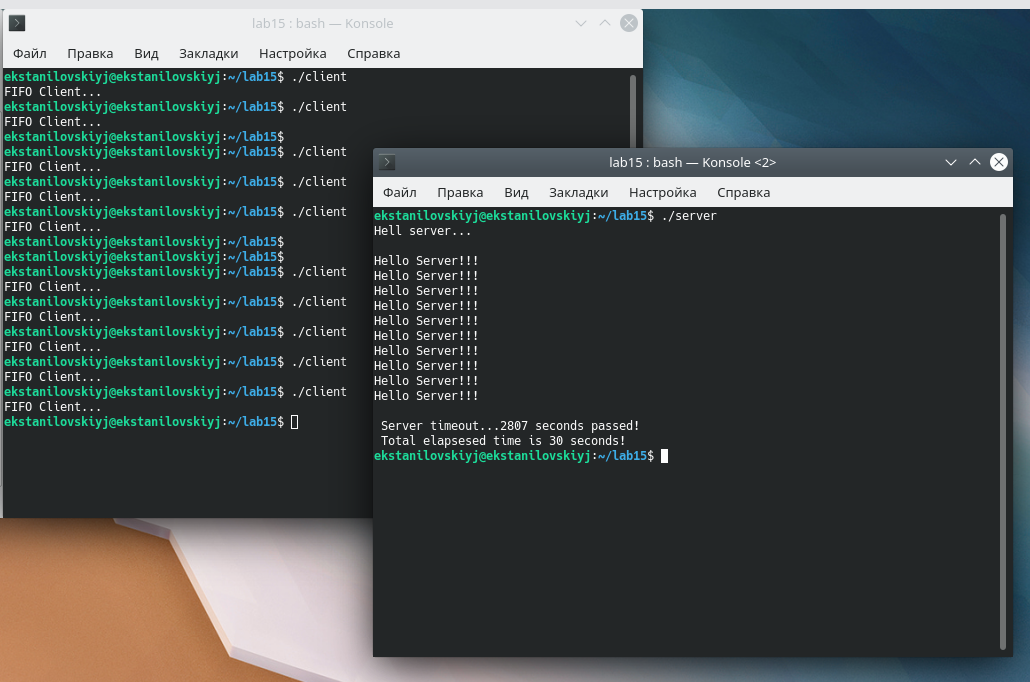 lab15 : bash — Konsole
Файл Правка Вид Закладки Настройка Справка
ekstanilovskiyj@ekstanilovskiyj:~/lab15$ ./client
FIFO Client...
ekstanilovskiyj@ekstanilovskiyj:~/lab15$ ./client
FIFO Client...
ekstanilovskiyj@ekstanilovskiyj:~/lab15$
ekstanilovskiyj@ekstanilovskiyj:~/lab15$ ./client
FIFO Client...
ekstanilovskiyj@ekstanilovskiyj:~/lab15$ ./client
FIFO Client...
ekstanilovskiyj@ekstanilovskiyj:~/lab15$ ./client
FIFO Client...
ekstanilovskiyj@ekstanilovskiyj:~/lab15$
ekstanilovskiyj@ekstanilovskiyj:~/lab15$
ekstanilovskiyj@ekstanilovskiyj:~/lab15$ ./client
FIFO Client...
ekstanilovskiyj@ekstanilovskiyj:~/lab15$ ./client
FIFO Client...
ekstanilovskiyj@ekstanilovskiyj:~/lab15$ ./client
FIFO Client...
ekstanilovskiyj@ekstanilovskiyj:~/lab15$ ./client
FIFO Client...
ekstanilovskiyj@ekstanilovskiyj:~/lab15$ ./client
FIFO Client...
ekstanilovskiyj@ekstanilovskiyj:~/lab15$
lab15 : bash — Konsole <2>
Файл Правка Вид Закладки Настройка Справка
ekstanilovskiyj@ekstanilovskiyj:~/lab15$ ./server
Hell server...
Hello Server!!!
Hello Server!!!
Hello Server!!!
Hello Server!!!
Hello Server!!!
Hello Server!!!
Hello Server!!!
Hello Server!!!
Hello Server!!!
Hello Server!!!
Server timeout...2807 seconds passed!
Total elapsesed time is 30 seconds!
ekstanilovskiyj@ekstanilovskiyj:~/lab15$